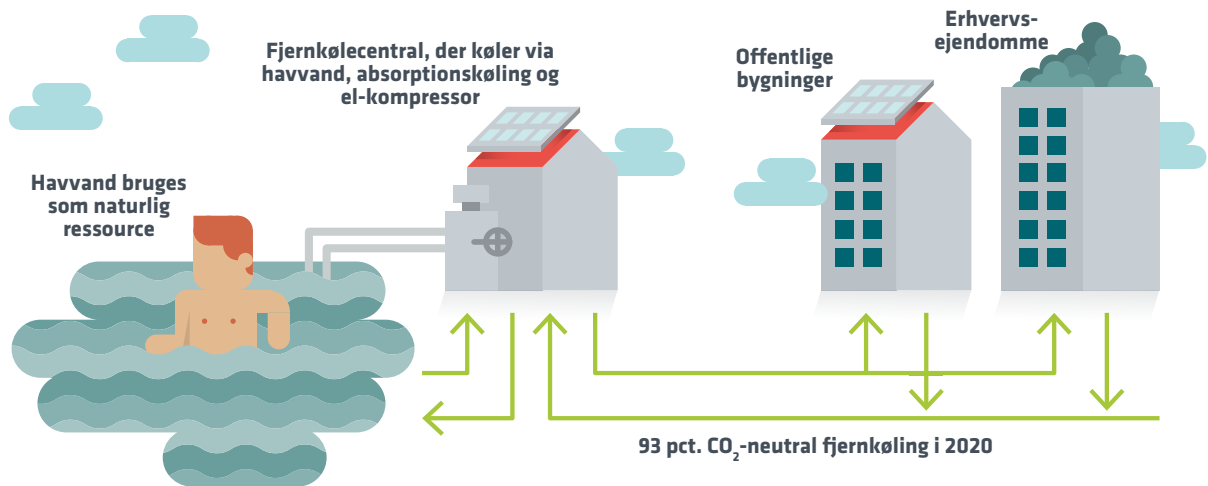 Havvand bruges
som naturlig
ressource
Fjernkølecentral, der køler via
havvand, absorptionskøling og
el-kompressor
Offentlige
bygninger
Erhvervs-
ejendomme
93 pct. CO₂-neutral fjernkøling i 2020